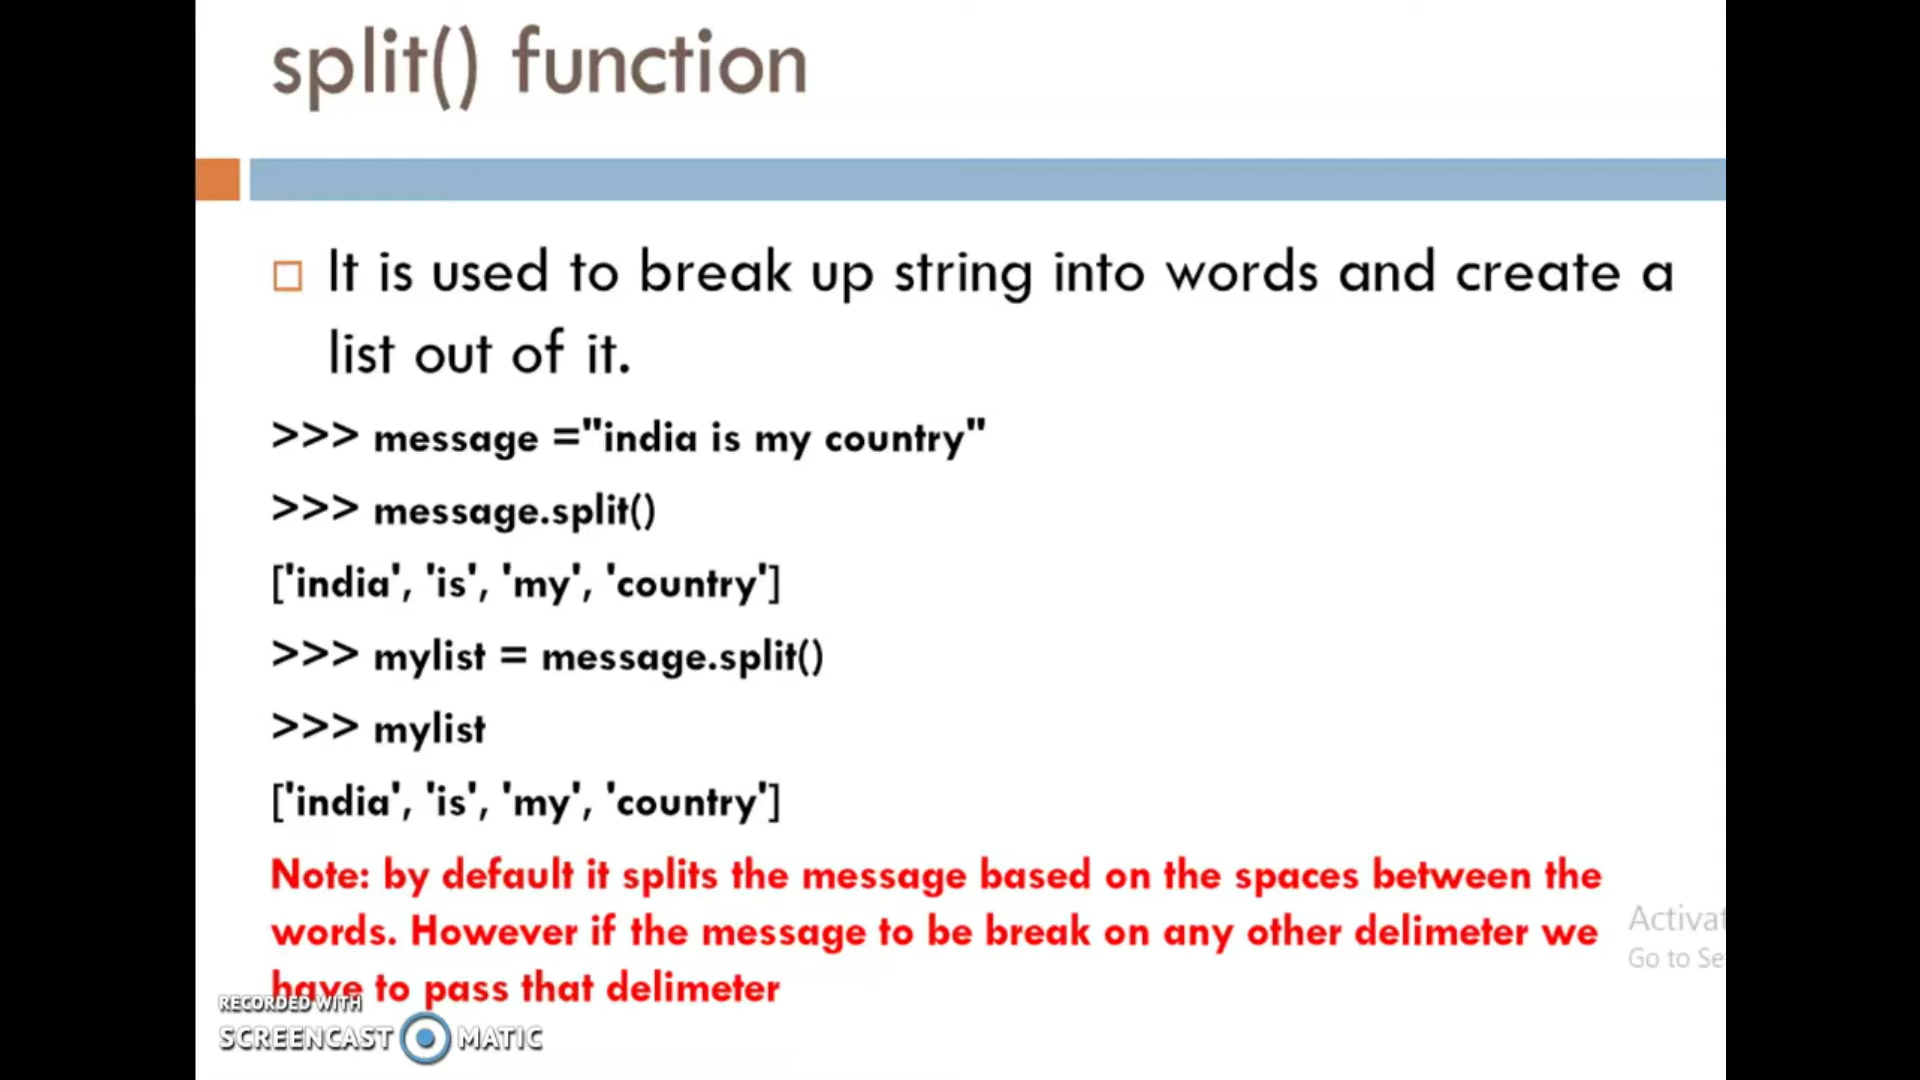 split() function
It is used to break up string into words and create a
list out of it.
>>> message ="india is my country"
>>> message.split()
['india', 'is', 'my', 'country']
>>> mylist = message.split()
>>> mylist
['india', 'is', 'my', 'country']
Note: by default it splits the message based on the spaces between the
words. However if the message to be break on any other delimeter we
have to pass that delimeter
Activat
Go to Se
RECORDED WITH
SCREENCAST MATIC